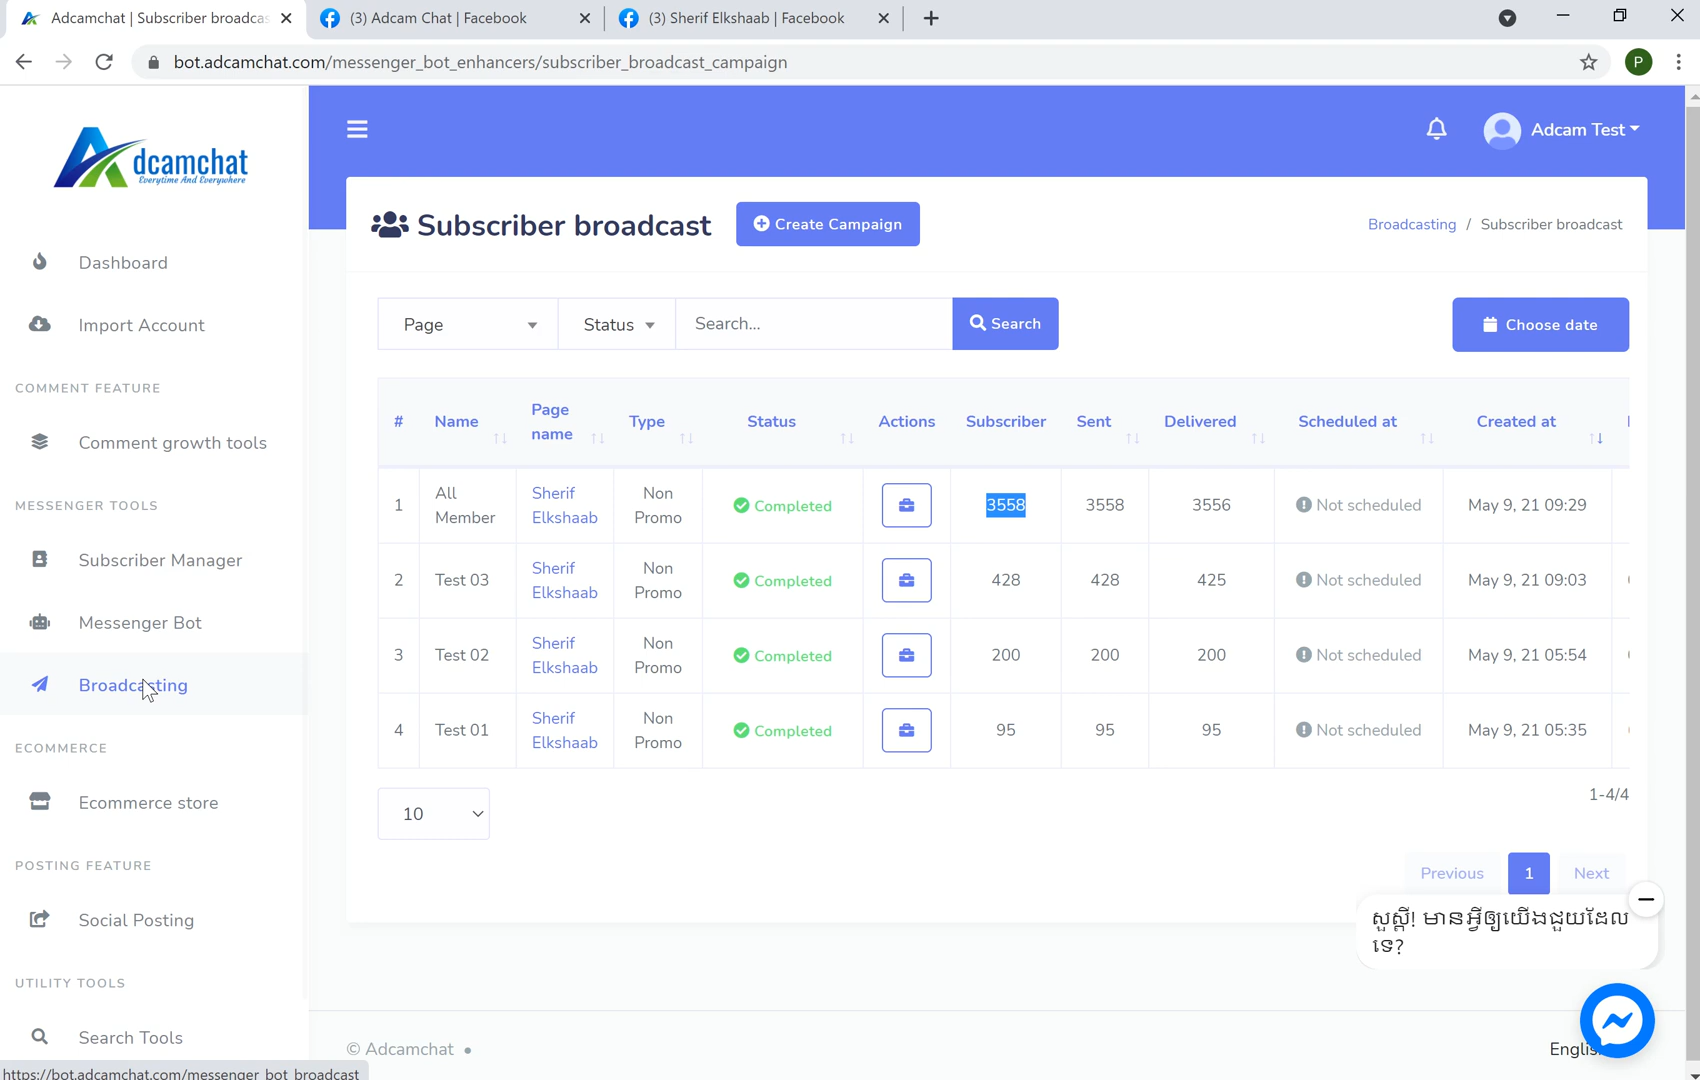 Adcamchat | Subscriber broadcas
(3) Adcam Chat | Facebook
(3) Sherif Elkshaab | Facebook
bot.adcamchat.com/messenger_bot_enhancers/subscriber_broadcast_campaign
P
dcamchat
Everytime And Everywhere
Adcam Test
Dashboard
Import Account
COMMENT FEATURE
Comment growth tools
MESSENGER TOOLS
Subscriber Manager
Messenger Bot
Broadcasting
ECOMMERCE
Ecommerce store
POSTING FEATURE
Social Posting
UTILITY TOOLS
Search Tools
https://bot.adcamchat.com/messenger_bot_broadcast
Subscriber broadcast
Create Campaign
Broadcasting / Subscriber broadcast
Page Status Search... Search Choose date
# Name Page name Type Status Actions Subscriber Sent Delivered Scheduled at Created at
1 All Member Sherif Elkshaab Non Promo Completed 3558 3558 3556 Not scheduled May 9, 21 09:29
2 Test 03 Sherif Elkshaab Non Promo Completed 428 428 425 Not scheduled May 9, 21 09:03
3 Test 02 Sherif Elkshaab Non Promo Completed 200 200 200 Not scheduled May 9, 21 05:54
4 Test 01 Sherif Elkshaab Non Promo Completed 95 95 95 Not scheduled May 9, 21 05:35
10
1-4/4
Previous 1 Next
សួស្តី! មានអ្វីឲ្យយើងជួយដែល
ទេ?
© Adcamchat •